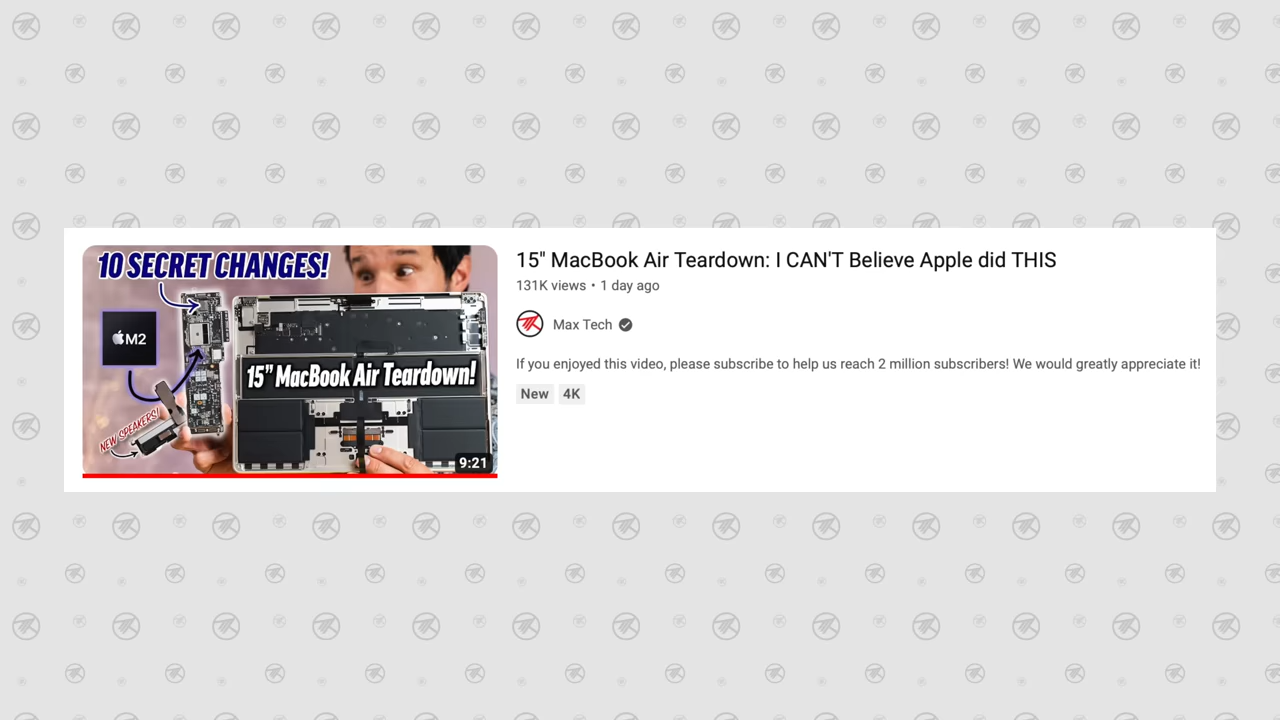 10 SECRET CHANGES!
M2
15" MacBook Air Teardown!
NEW SPEAKERS!
9:21
15" MacBook Air Teardown: I CAN'T Believe Apple did THIS
131K views • 1 day ago
Max Tech
If you enjoyed this video, please subscribe to help us reach 2 million subscribers! We would greatly appreciate it!
New 4K